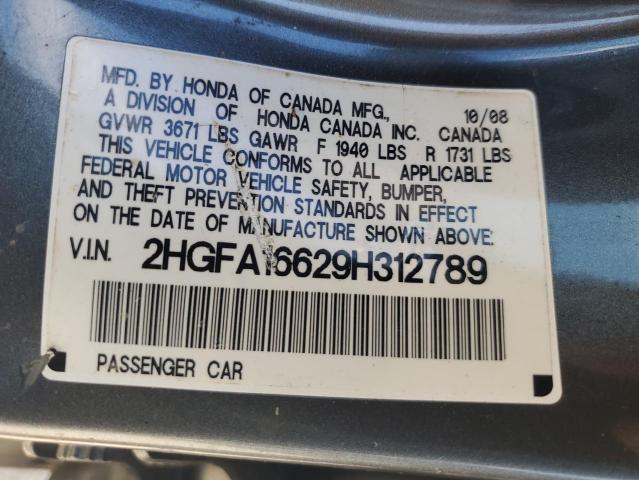 MFD. BY HONDA OF CANADA MFG., 10/08
A DIVISION OF HONDA CANADA INC. CANADA
GVWR 3671 LBS GAWR F 1940 LBS R 1731 LBS
THIS VEHICLE CONFORMS TO ALL APPLICABLE
FEDERAL MOTOR VEHICLE SAFETY, BUMPER,
AND THEFT PREVENTION STANDARDS IN EFFECT
ON THE DATE OF MANUFACTURE SHOWN ABOVE.
V.I.N. 2HGFA16629H312789
PASSENGER CAR